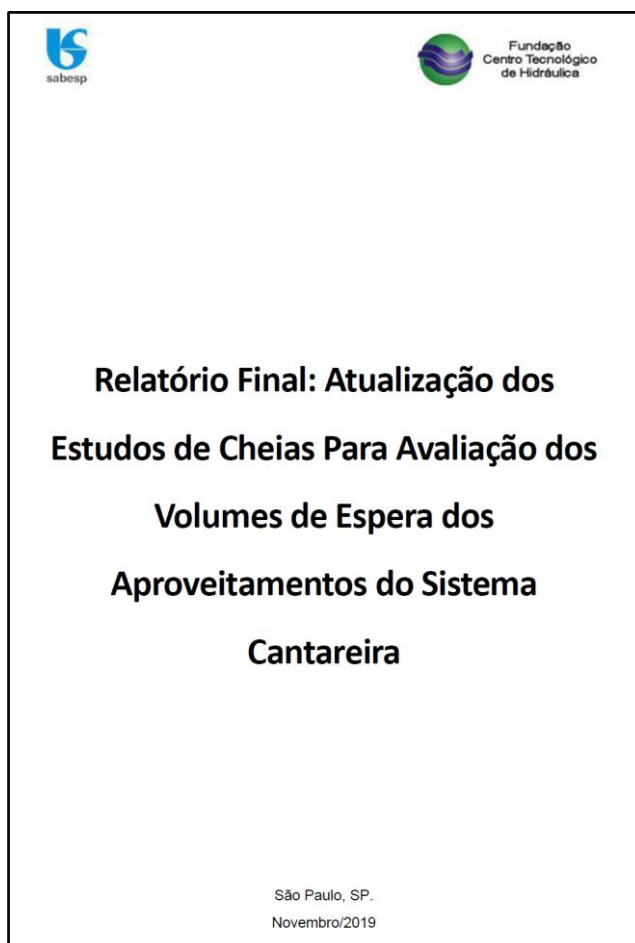 sabesp
Fundação
Centro Tecnológico
de Hidráulica
Relatório Final: Atualização dos
Estudos de Cheias Para Avaliação dos
Volumes de Espera dos
Aproveitamentos do Sistema
Cantareira
São Paulo, SP.
Novembro/2019